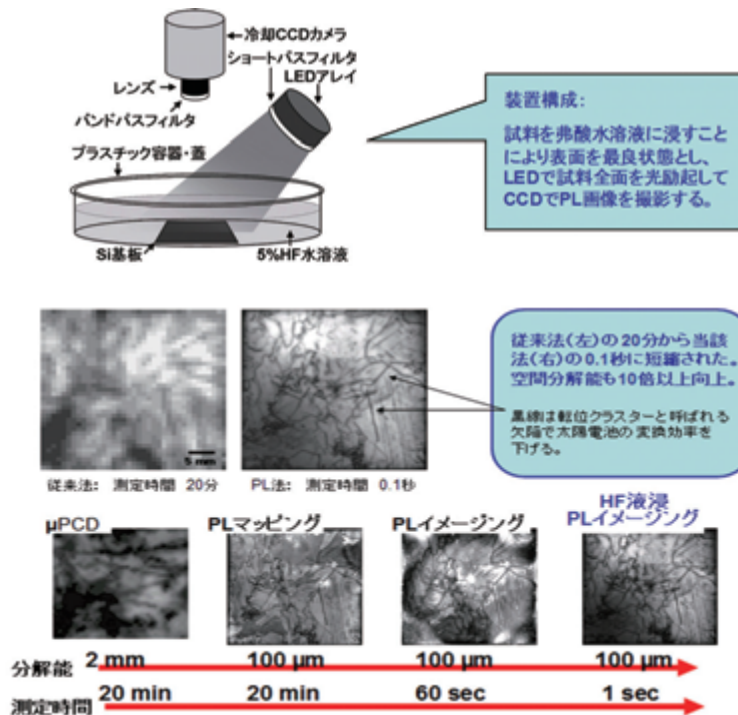 冷却CCDカメラ
ショートパスフィルタ
LEDアレイ
レンズ
バンドパスフィルタ
プラスチック容器・蓋
Si基板
5%HF水溶液
装置構成:
試料を弗酸水溶液に浸すこと
により表面を最良状態とし、
LEDで試料全面を光励起して
CCDでPL画像を撮影する。
5 mm
従来法: 測定時間 20分
PL法: 測定時間 0.1秒
従来法(左)の20分から当該
法(右)の0.1秒に短縮された。
空間分解能も10倍以上向上。
黒線は転位クラスターと呼ばれる
欠陥で太陽電池の変換効率を
下げる。
μPCD
PLマッピング
PLイメージング
HF液浸
PLイメージング
分解能 2 mm 100 μm 100 μm 100 μm
測定時間 20 min 20 min 60 sec 1 sec